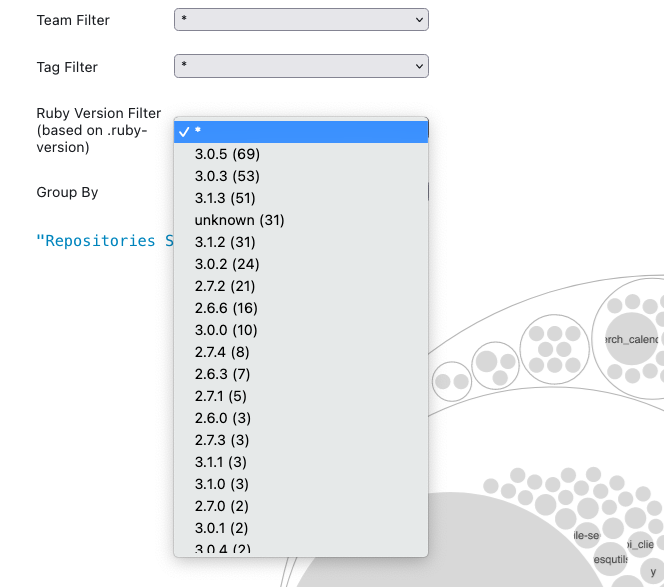 Team Filter
*
Tag Filter
*
Ruby Version Filter
(based on .ruby-
version)
✓ *
3.0.5 (69)
3.0.3 (53)
3.1.3 (51)
unknown (31)
3.1.2 (31)
3.0.2 (24)
2.7.2 (21)
2.6.6 (16)
3.0.0 (10)
2.7.4 (8)
2.6.3 (7)
2.7.1 (5)
2.6.0 (3)
2.7.3 (3)
3.1.1 (3)
3.1.0 (3)
2.7.0 (2)
3.0.1 (2)
3.0.4 (2)
Group By
"Repositories S
erch_calend
ile-se
oi_clie
esqutils
y